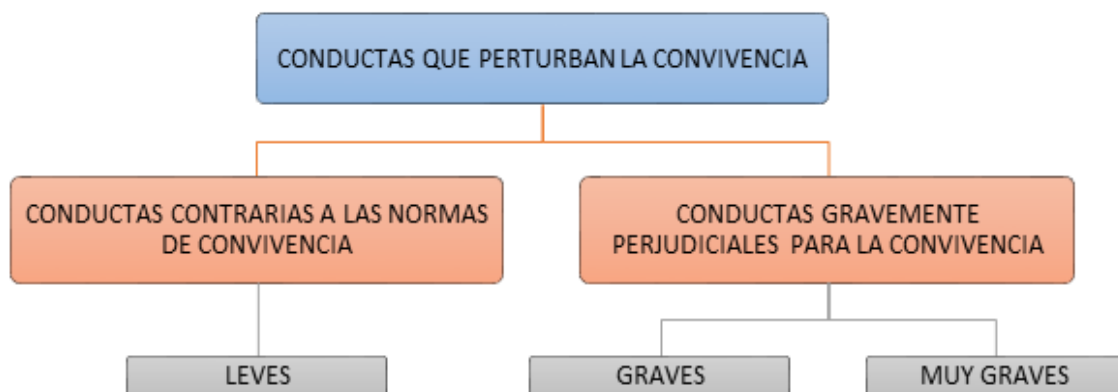 CONDUCTAS QUE PERTURBAN LA CONVIVENCIA
CONDUCTAS CONTRARIAS A LAS NORMAS
DE CONVIVENCIA
CONDUCTAS GRAVEMENTE
PERJUDICIALES PARA LA CONVIVENCIA
LEVES
GRAVES
MUY GRAVES